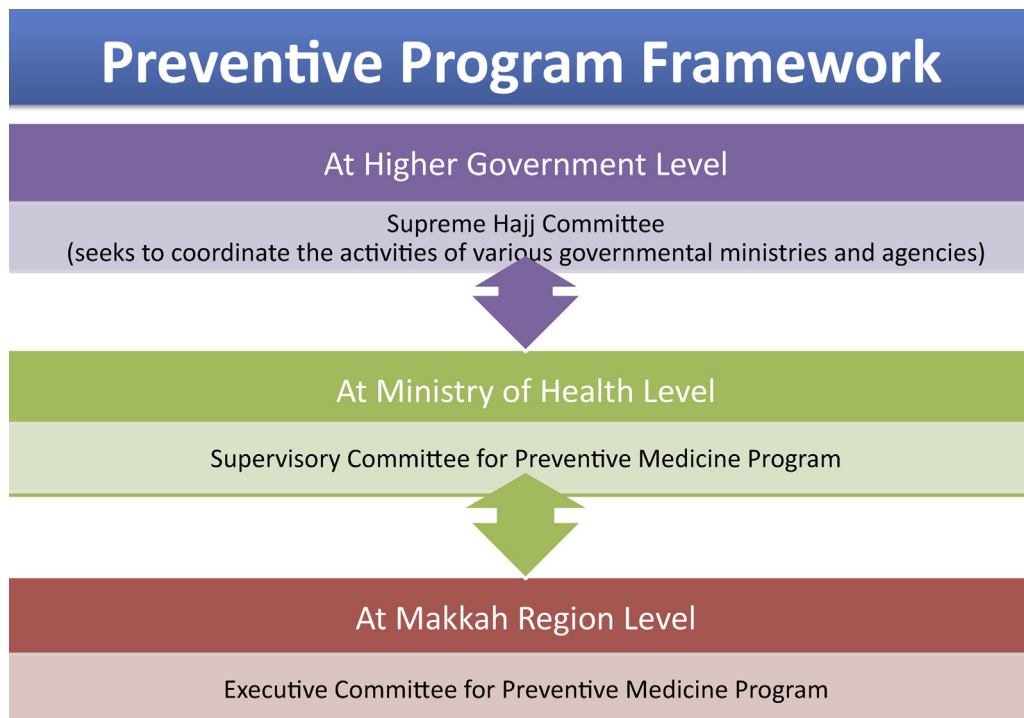 Preventive Program Framework
At Higher Government Level
Supreme Hajj Committee
(seeks to coordinate the activities of various governmental ministries and agencies)
At Ministry of Health Level
Supervisory Committee for Preventive Medicine Program
At Makkah Region Level
Executive Committee for Preventive Medicine Program